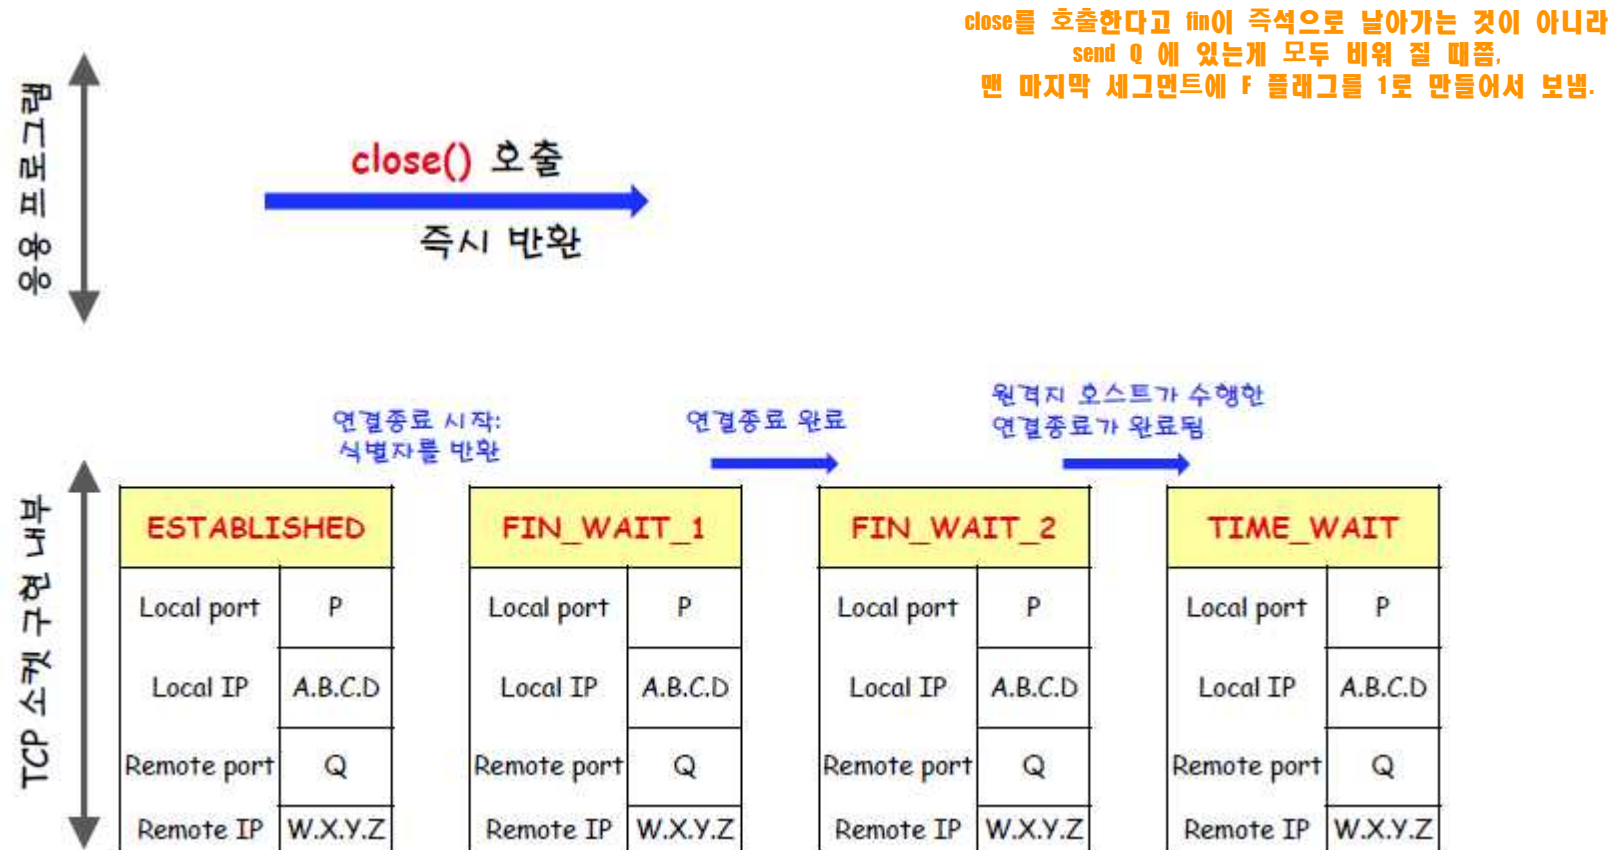 close를 호출한다고 fin이 즉석으로 날아가는 것이 아니라
send Q 에 있는게 모두 비워 질 때쯤,
맨 마지막 세그먼트에 F 플래그를 1로 만들어서 보냄.
응용 프로그램
close() 호출
즉시 반환
연결종료 시작:
식별자를 반환
연결종료 완료
원격지 호스트가 수행한
연결종료가 완료됨
TCP 소켓 구현 내부
ESTABLISHED
Local port P
Local IP A.B.C.D
Remote port Q
Remote IP W.X.Y.Z
FIN_WAIT_1
Local port P
Local IP A.B.C.D
Remote port Q
Remote IP W.X.Y.Z
FIN_WAIT_2
Local port P
Local IP A.B.C.D
Remote port Q
Remote IP W.X.Y.Z
TIME_WAIT
Local port P
Local IP A.B.C.D
Remote port Q
Remote IP W.X.Y.Z